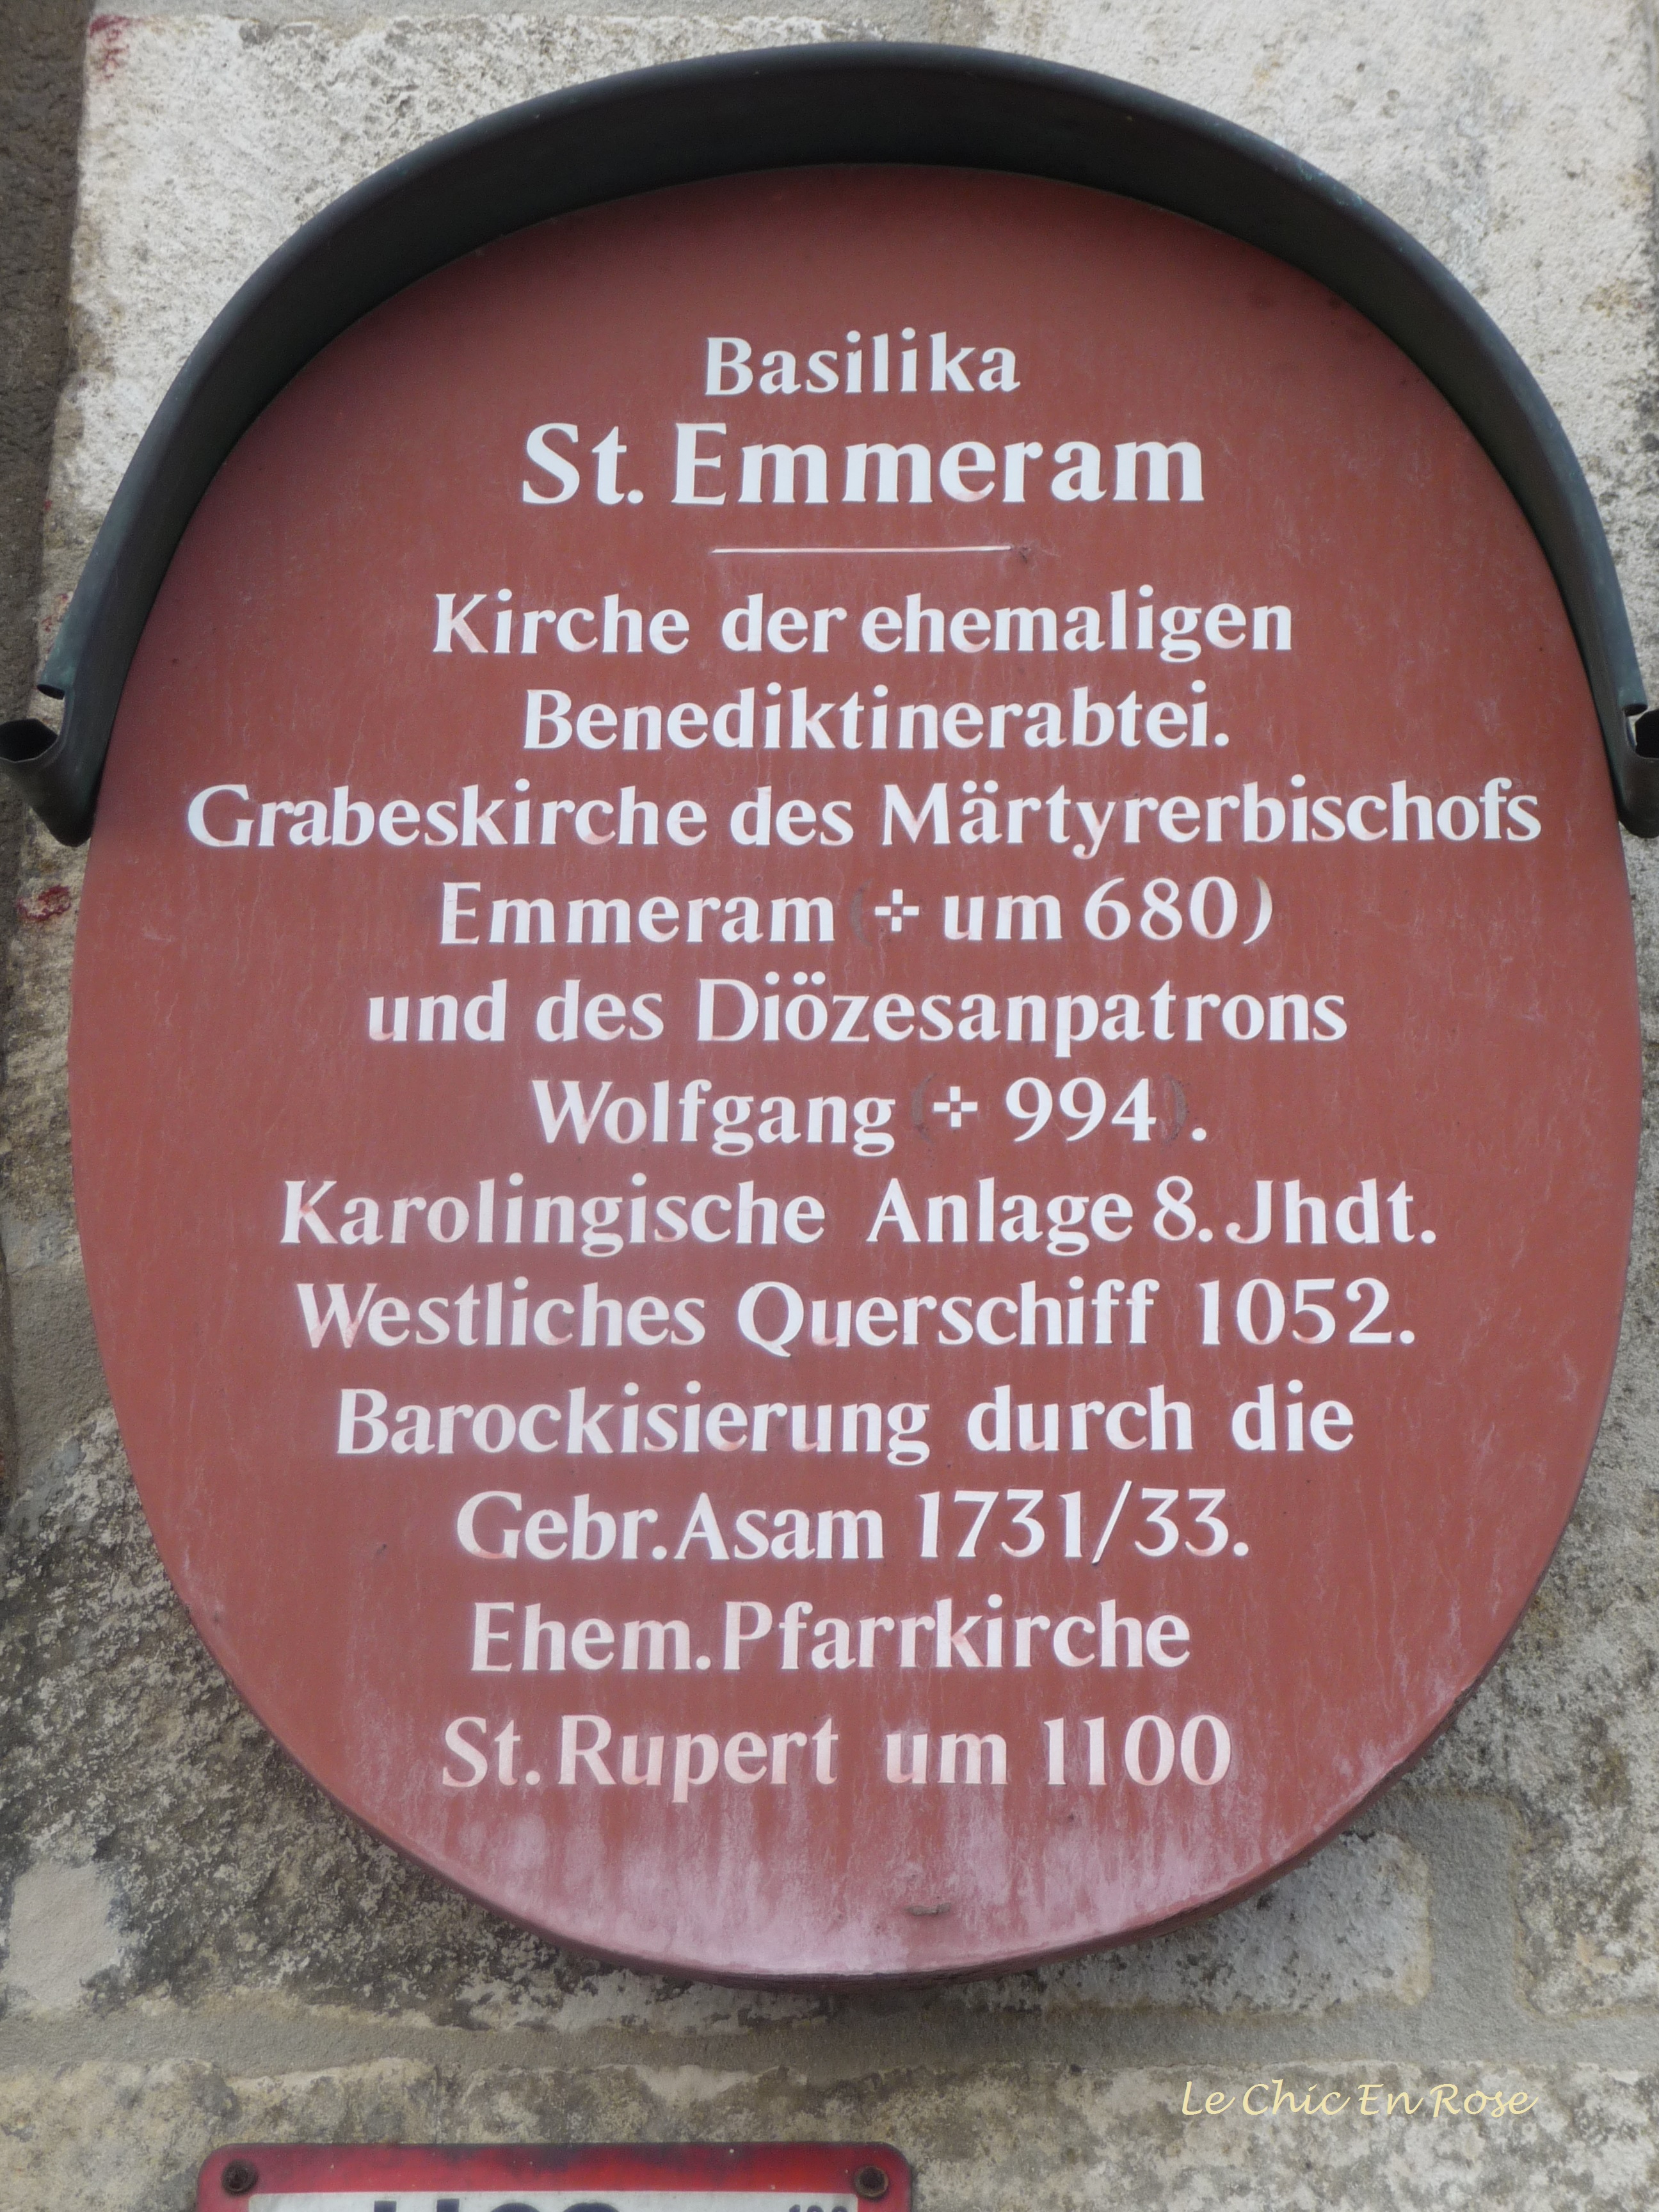 Basilika
St. Emmeram
Kirche der ehemaligen
Benediktinerabtei.
Grabeskirche des Märtyrerbischofs
Emmeram (✣ um 680)
und des Diözesanpatrons
Wolfgang (✣ 994).
Karolingische Anlage 8. Jhdt.
Westliches Querschiff 1052.
Barockisierung durch die
Gebr. Asam 1731/33.
Ehem. Pfarrkirche
St. Rupert um 1100
Le Chic En Rose